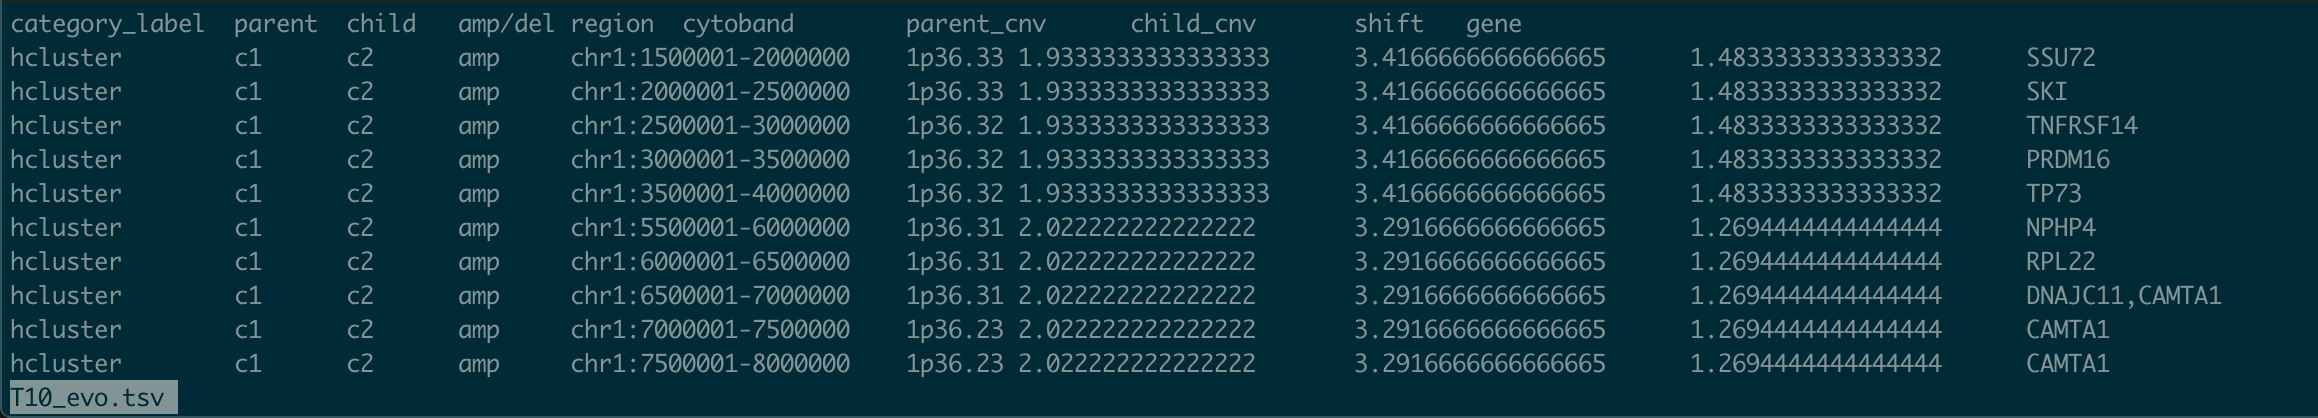 category_label parent child amp/del region cytoband parent_cnv child_cnv shift gene
hcluster c1 c2 amp chr1:1500001-2000000 1p36.33 1.9333333333333333 3.4166666666666665 1.4833333333333332 SSU72
hcluster c1 c2 amp chr1:2000001-2500000 1p36.33 1.9333333333333333 3.4166666666666665 1.4833333333333332 SKI
hcluster c1 c2 amp chr1:2500001-3000000 1p36.32 1.9333333333333333 3.4166666666666665 1.4833333333333332 TNFRSF14
hcluster c1 c2 amp chr1:3000001-3500000 1p36.32 1.9333333333333333 3.4166666666666665 1.4833333333333332 PRDM16
hcluster c1 c2 amp chr1:3500001-4000000 1p36.32 1.9333333333333333 3.4166666666666665 1.4833333333333332 TP73
hcluster c1 c2 amp chr1:5500001-6000000 1p36.31 2.022222222222222 3.2916666666666665 1.2694444444444444 NPHP4
hcluster c1 c2 amp chr1:6000001-6500000 1p36.31 2.022222222222222 3.2916666666666665 1.2694444444444444 RPL22
hcluster c1 c2 amp chr1:6500001-7000000 1p36.31 2.022222222222222 3.2916666666666665 1.2694444444444444 DNAJC11,CAMTA1
hcluster c1 c2 amp chr1:7000001-7500000 1p36.23 2.022222222222222 3.2916666666666665 1.2694444444444444 CAMTA1
hcluster c1 c2 amp chr1:7500001-8000000 1p36.23 2.022222222222222 3.2916666666666665 1.2694444444444444 CAMTA1
T10_evo.tsv